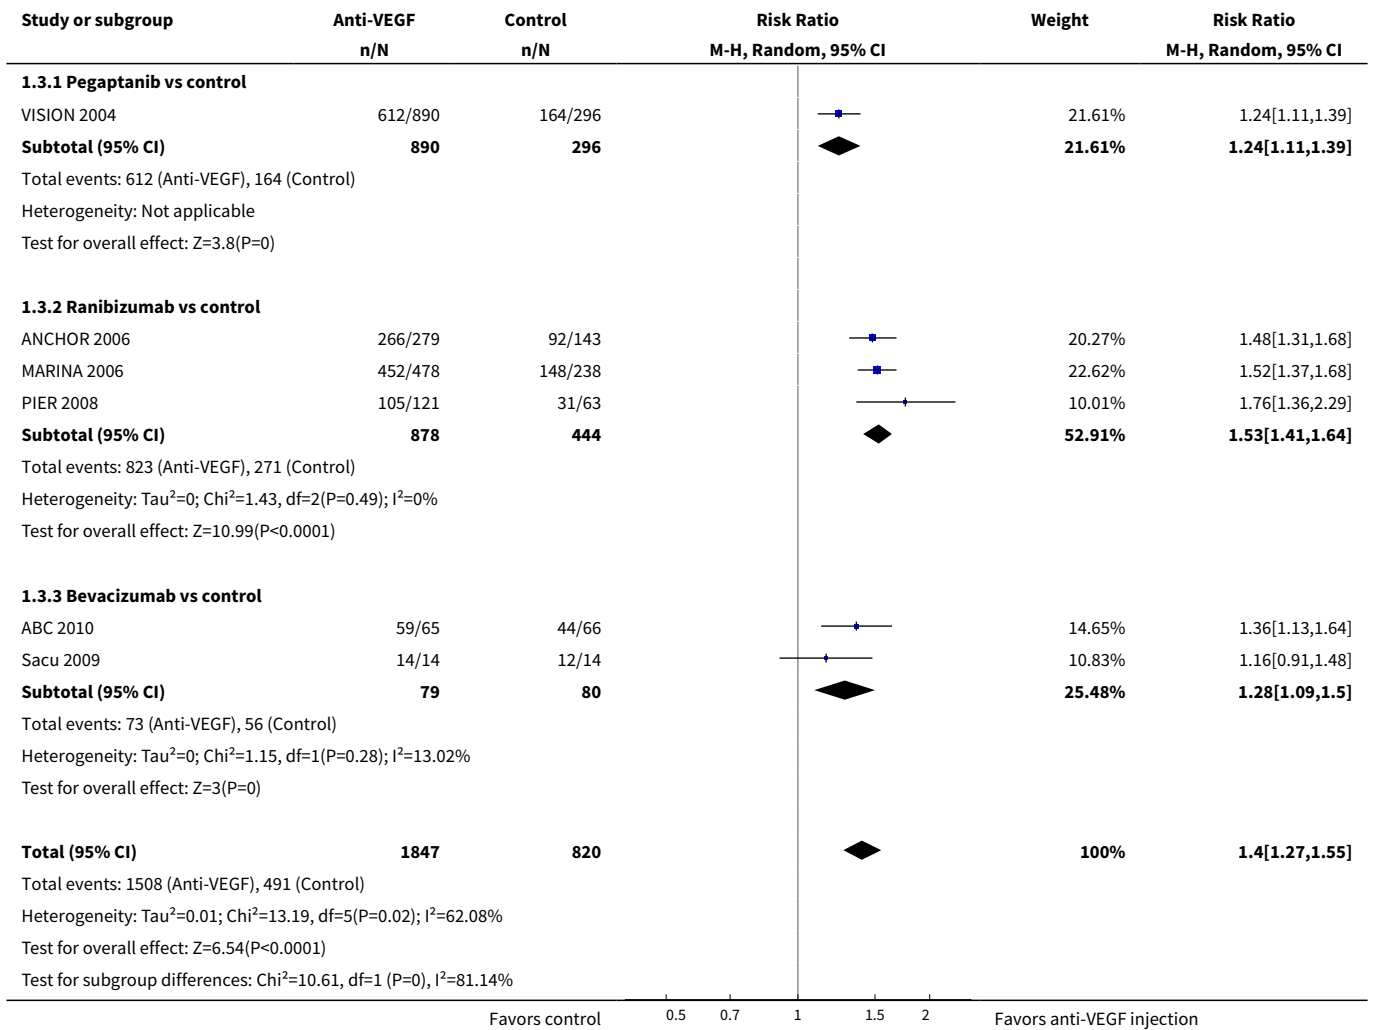 Study or subgroup Anti-VEGF Control Risk Ratio Weight Risk Ratio
n/N n/N M-H, Random, 95% CI M-H, Random, 95% CI
1.3.1 Pegaptanib vs control
VISION 2004 612/890 164/296 21.61% 1.24[1.11,1.39]
Subtotal (95% CI) 890 296 21.61% 1.24[1.11,1.39]
Total events: 612 (Anti-VEGF), 164 (Control)
Heterogeneity: Not applicable
Test for overall effect: Z=3.8(P=0)
1.3.2 Ranibizumab vs control
ANCHOR 2006 266/279 92/143 20.27% 1.48[1.31,1.68]
MARINA 2006 452/478 148/238 22.62% 1.52[1.37,1.68]
PIER 2008 105/121 31/63 10.01% 1.76[1.36,2.29]
Subtotal (95% CI) 878 444 52.91% 1.53[1.41,1.64]
Total events: 823 (Anti-VEGF), 271 (Control)
Heterogeneity: Tau²=0; Chi²=1.43, df=2(P=0.49); I²=0%
Test for overall effect: Z=10.99(P<0.0001)
1.3.3 Bevacizumab vs control
ABC 2010 59/65 44/66 14.65% 1.36[1.13,1.64]
Sacu 2009 14/14 12/14 10.83% 1.16[0.91,1.48]
Subtotal (95% CI) 79 80 25.48% 1.28[1.09,1.5]
Total events: 73 (Anti-VEGF), 56 (Control)
Heterogeneity: Tau²=0; Chi²=1.15, df=1(P=0.28); I²=13.02%
Test for overall effect: Z=3(P=0)
Total (95% CI) 1847 820 100% 1.4[1.27,1.55]
Total events: 1508 (Anti-VEGF), 491 (Control)
Heterogeneity: Tau²=0.01; Chi²=13.19, df=5(P=0.02); I²=62.08%
Test for overall effect: Z=6.54(P<0.0001)
Test for subgroup differences: Chi²=10.61, df=1 (P=0), I²=81.14%
Favors control 0.5 0.7 1 1.5 2 Favors anti-VEGF injection